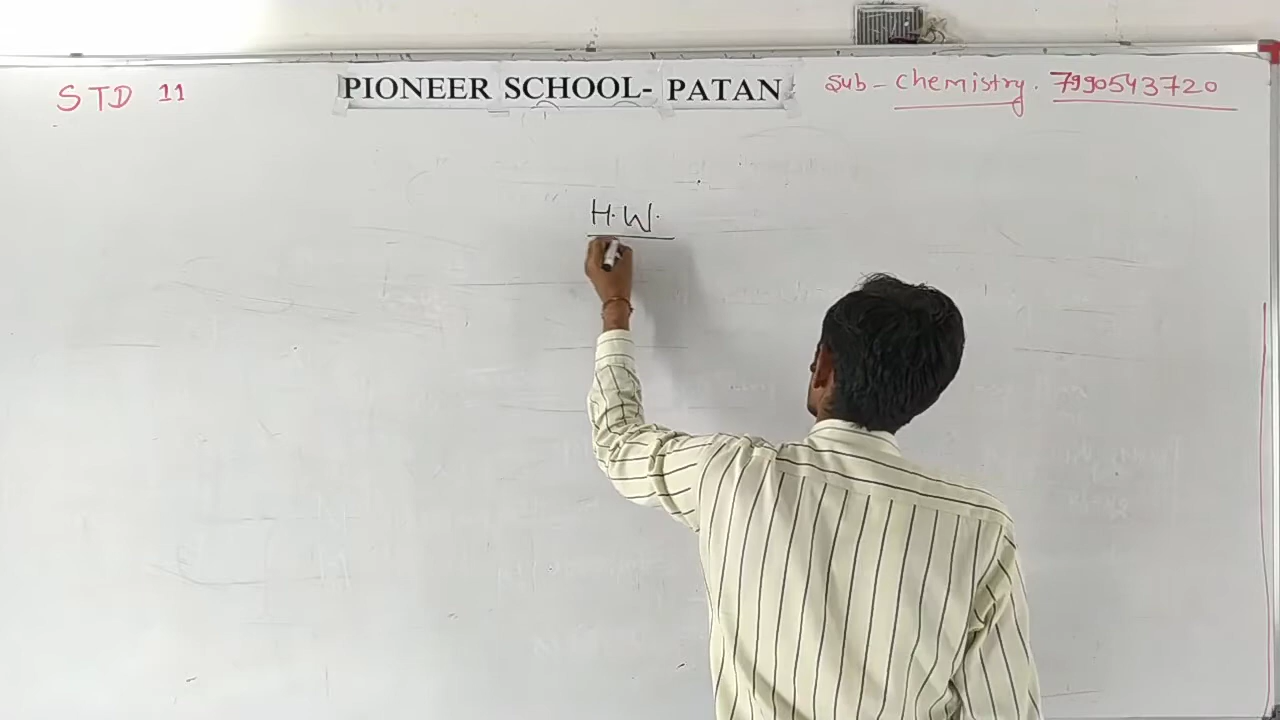 STD 11 PIONEER SCHOOL- PATAN Sub - Chemistry. 7990543720
H.W.